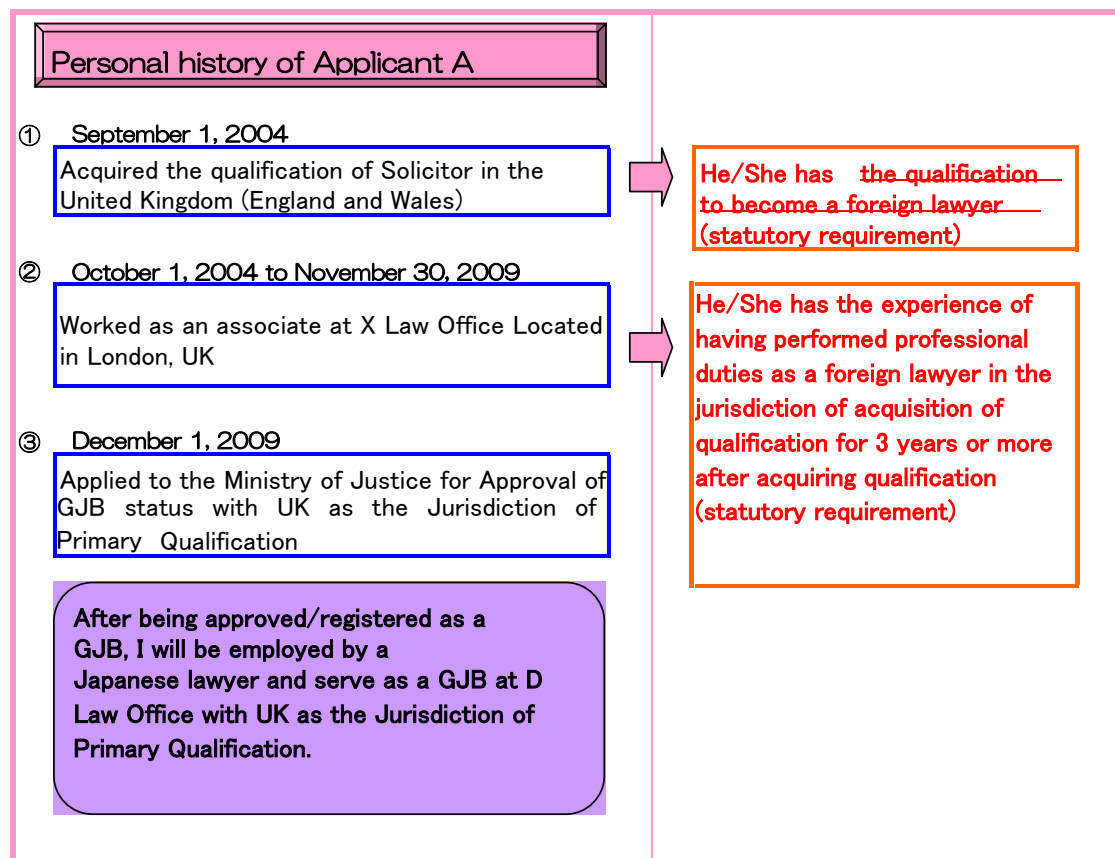 Personal history of Applicant A
① September 1, 2004
Acquired the qualification of Solicitor in the
United Kingdom (England and Wales)
He/She has the qualification
to become a foreign lawyer
(statutory requirement)
② October 1, 2004 to November 30, 2009
Worked as an associate at X Law Office Located
in London, UK
He/She has the experience of
having performed professional
duties as a foreign lawyer in the
jurisdiction of acquisition of
qualification for 3 years or more
after acquiring qualification
(statutory requirement)
③ December 1, 2009
Applied to the Ministry of Justice for Approval of
GJB status with UK as the Jurisdiction of
Primary Qualification
After being approved/registered as a
GJB, I will be employed by a
Japanese lawyer and serve as a GJB at D
Law Office with UK as the Jurisdiction of
Primary Qualification.